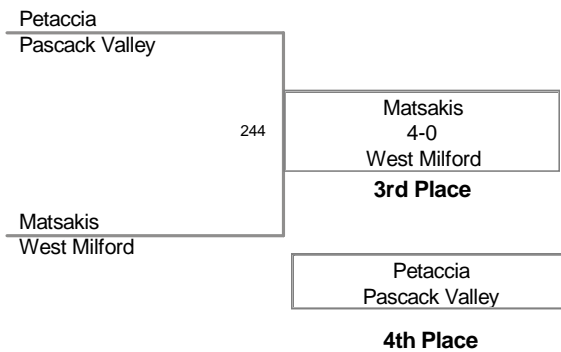 Petaccia
Pascack Valley
244
Matsakis
4-0
West Milford
3rd Place
Matsakis
West Milford
Petaccia
Pascack Valley
4th Place